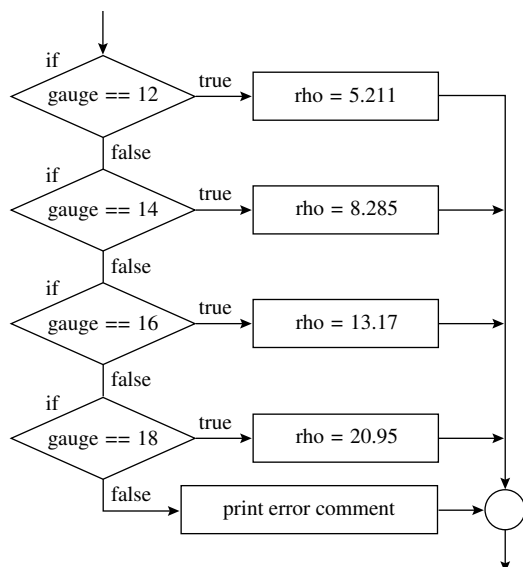 if
gauge == 12
true
rho = 5.211
false
if
gauge == 14
true
rho = 8.285
false
if
gauge == 16
true
rho = 13.17
false
if
gauge == 18
true
rho = 20.95
false
print error comment